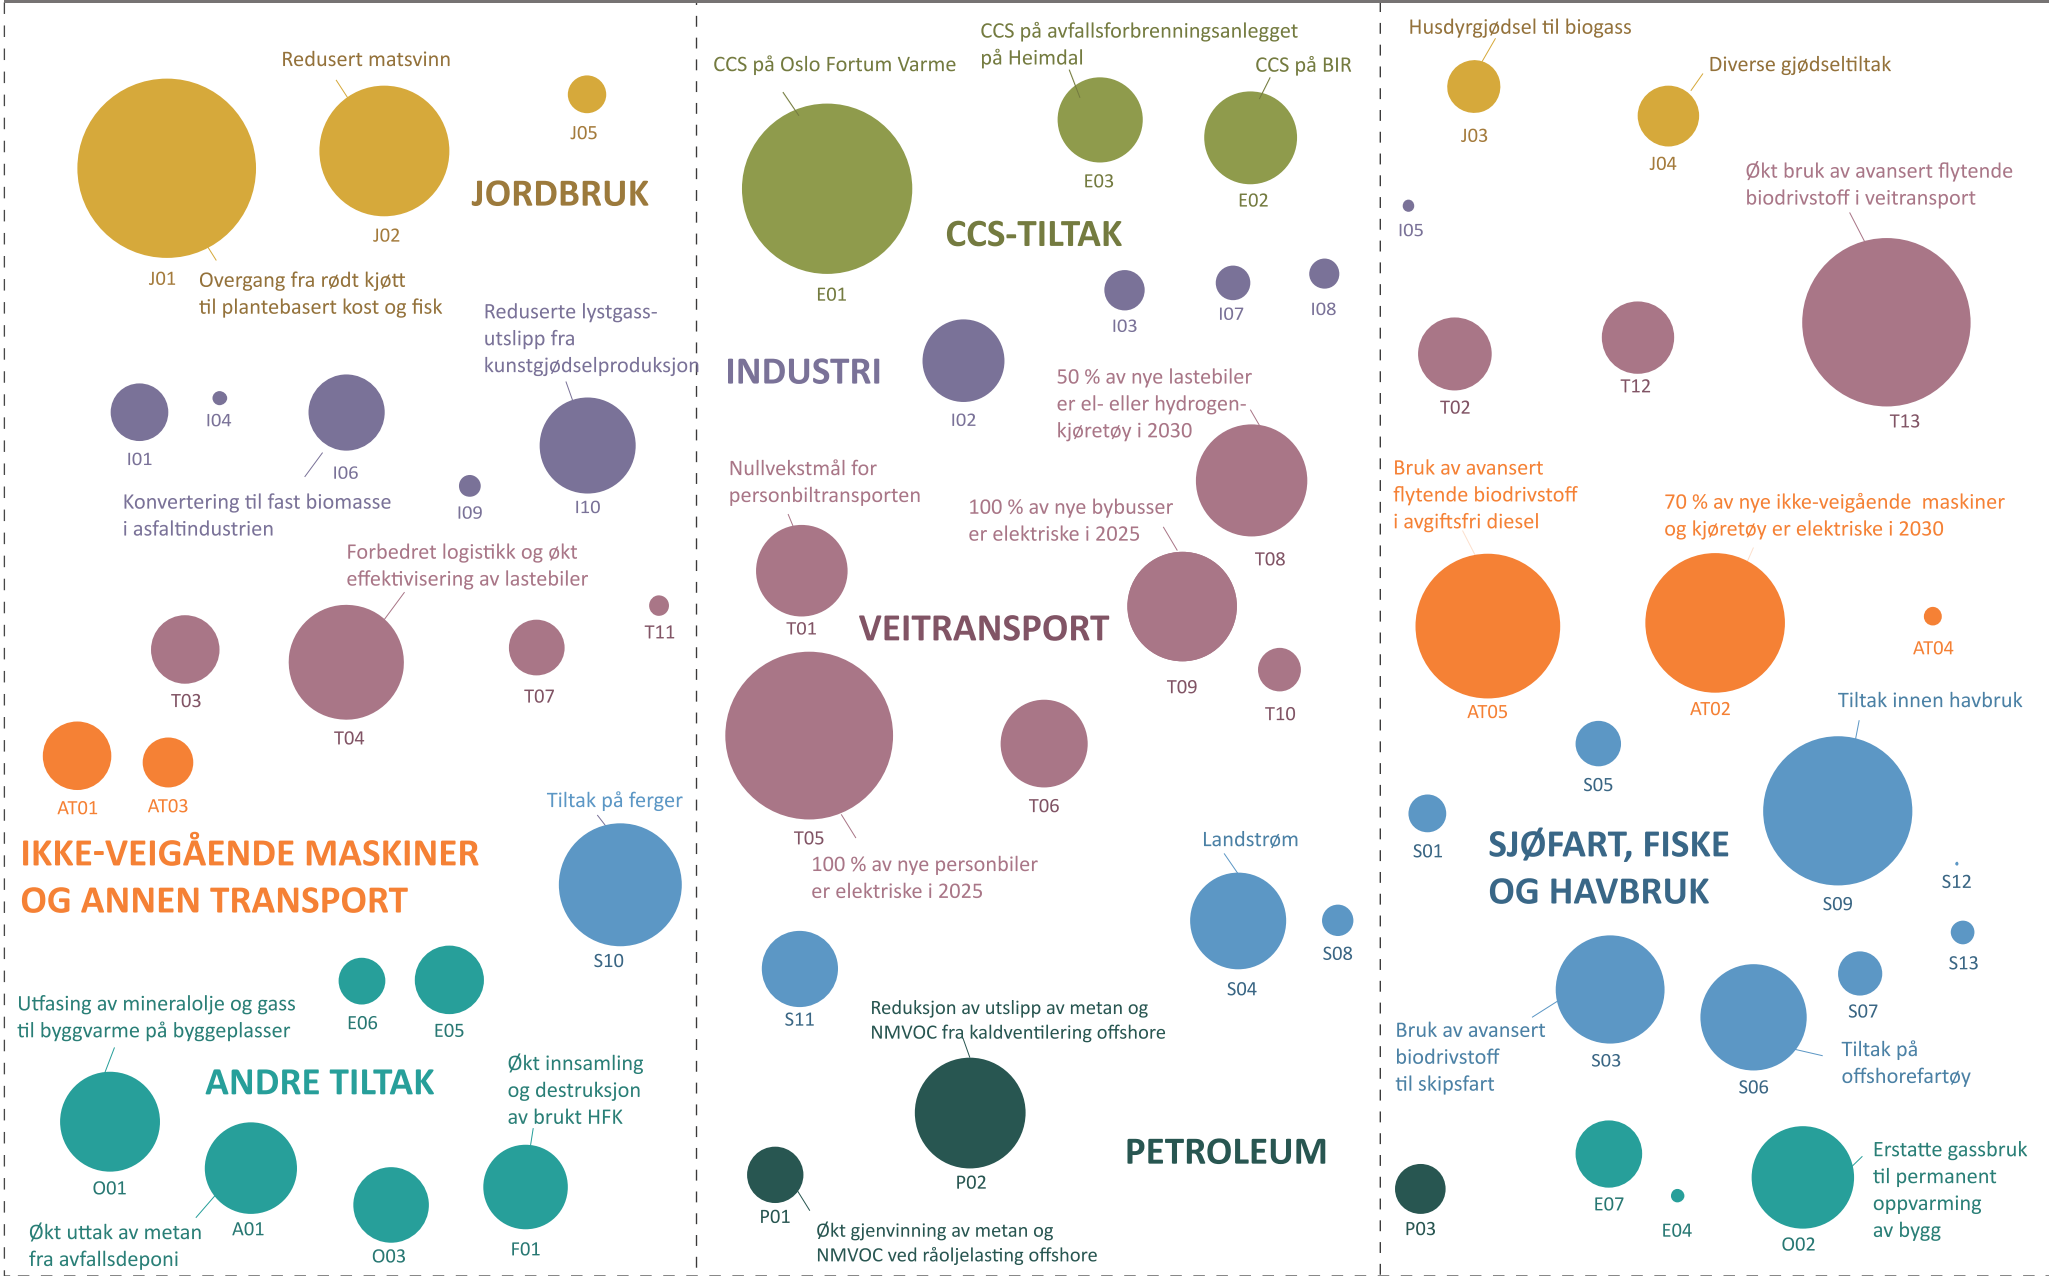 Redusert matsvinn
J05
JORDBRUK
J02
J01
Overgang fra rødt kjøtt
til plantebasert kost og fisk
Reduserte lystgass-
utslipp fra
kunstgjødselproduksjon
I01
I04
I06
I09
I10
Konvertering til fast biomasse
i asfaltindustrien
Forbedret logistikk og økt
effektivisering av lastebiler
T11
T03
T04
T07
AT01
AT03
Tiltak på ferger
IKKE-VEIGÅENDE MASKINER
OG ANNEN TRANSPORT
S10
E06
E05
Utfasing av mineralolje og gass
til byggvarme på byggeplasser
ANDRE TILTAK
Økt innsamling
og destruksjon
av brukt HFK
O01
A01
O03
F01
Økt uttak av metan
fra avfallsdeponi
CCS på Oslo Fortum Varme
CCS på avfallsforbrenningsanlegget
på Heimdal
CCS på BIR
E03
E02
CCS-TILTAK
E01
I03
I07
I08
INDUSTRI
I02
50 % av nye lastebiler
er el- eller hydrogen-
kjøretøy i 2030
Nullvekstmål for
personbiltransporten
100 % av nye bybusser
er elektriske i 2025
T08
T01
VEITRANSPORT
T09
T10
T05
T06
100 % av nye personbiler
er elektriske i 2025
Landstrøm
S08
S04
S11
Reduksjon av utslipp av metan og
NMVOC fra kaldventilering offshore
PETROLEUM
P02
P01
Økt gjenvinning av metan og
NMVOC ved råoljelasting offshore
Husdyrgjødsel til biogass
Diverse gjødseltiltak
J03
J04
Økt bruk av avansert flytende
biodrivstoff i veitransport
I05
T02
T12
T13
Bruk av avansert
flytende biodrivstoff
i avgiftsfri diesel
70 % av nye ikke-veigående maskiner
og kjøretøy er elektriske i 2030
AT04
AT05
AT02
Tiltak innen havbruk
S05
S01
SJØFART, FISKE
OG HAVBRUK
S12
S09
S13
S07
Bruk av avansert
biodrivstoff
til skipsfart
S03
S06
Tiltak på
offshorefartøy
Erstatte gassbruk
til permanent
oppvarming
av bygg
P03
E07
E04
O02